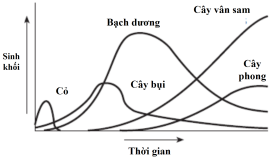 Cây vân sam
Bạch dương
Sinh
khối
Cây
phong
Cỏ
Cây bụi
Thời gian